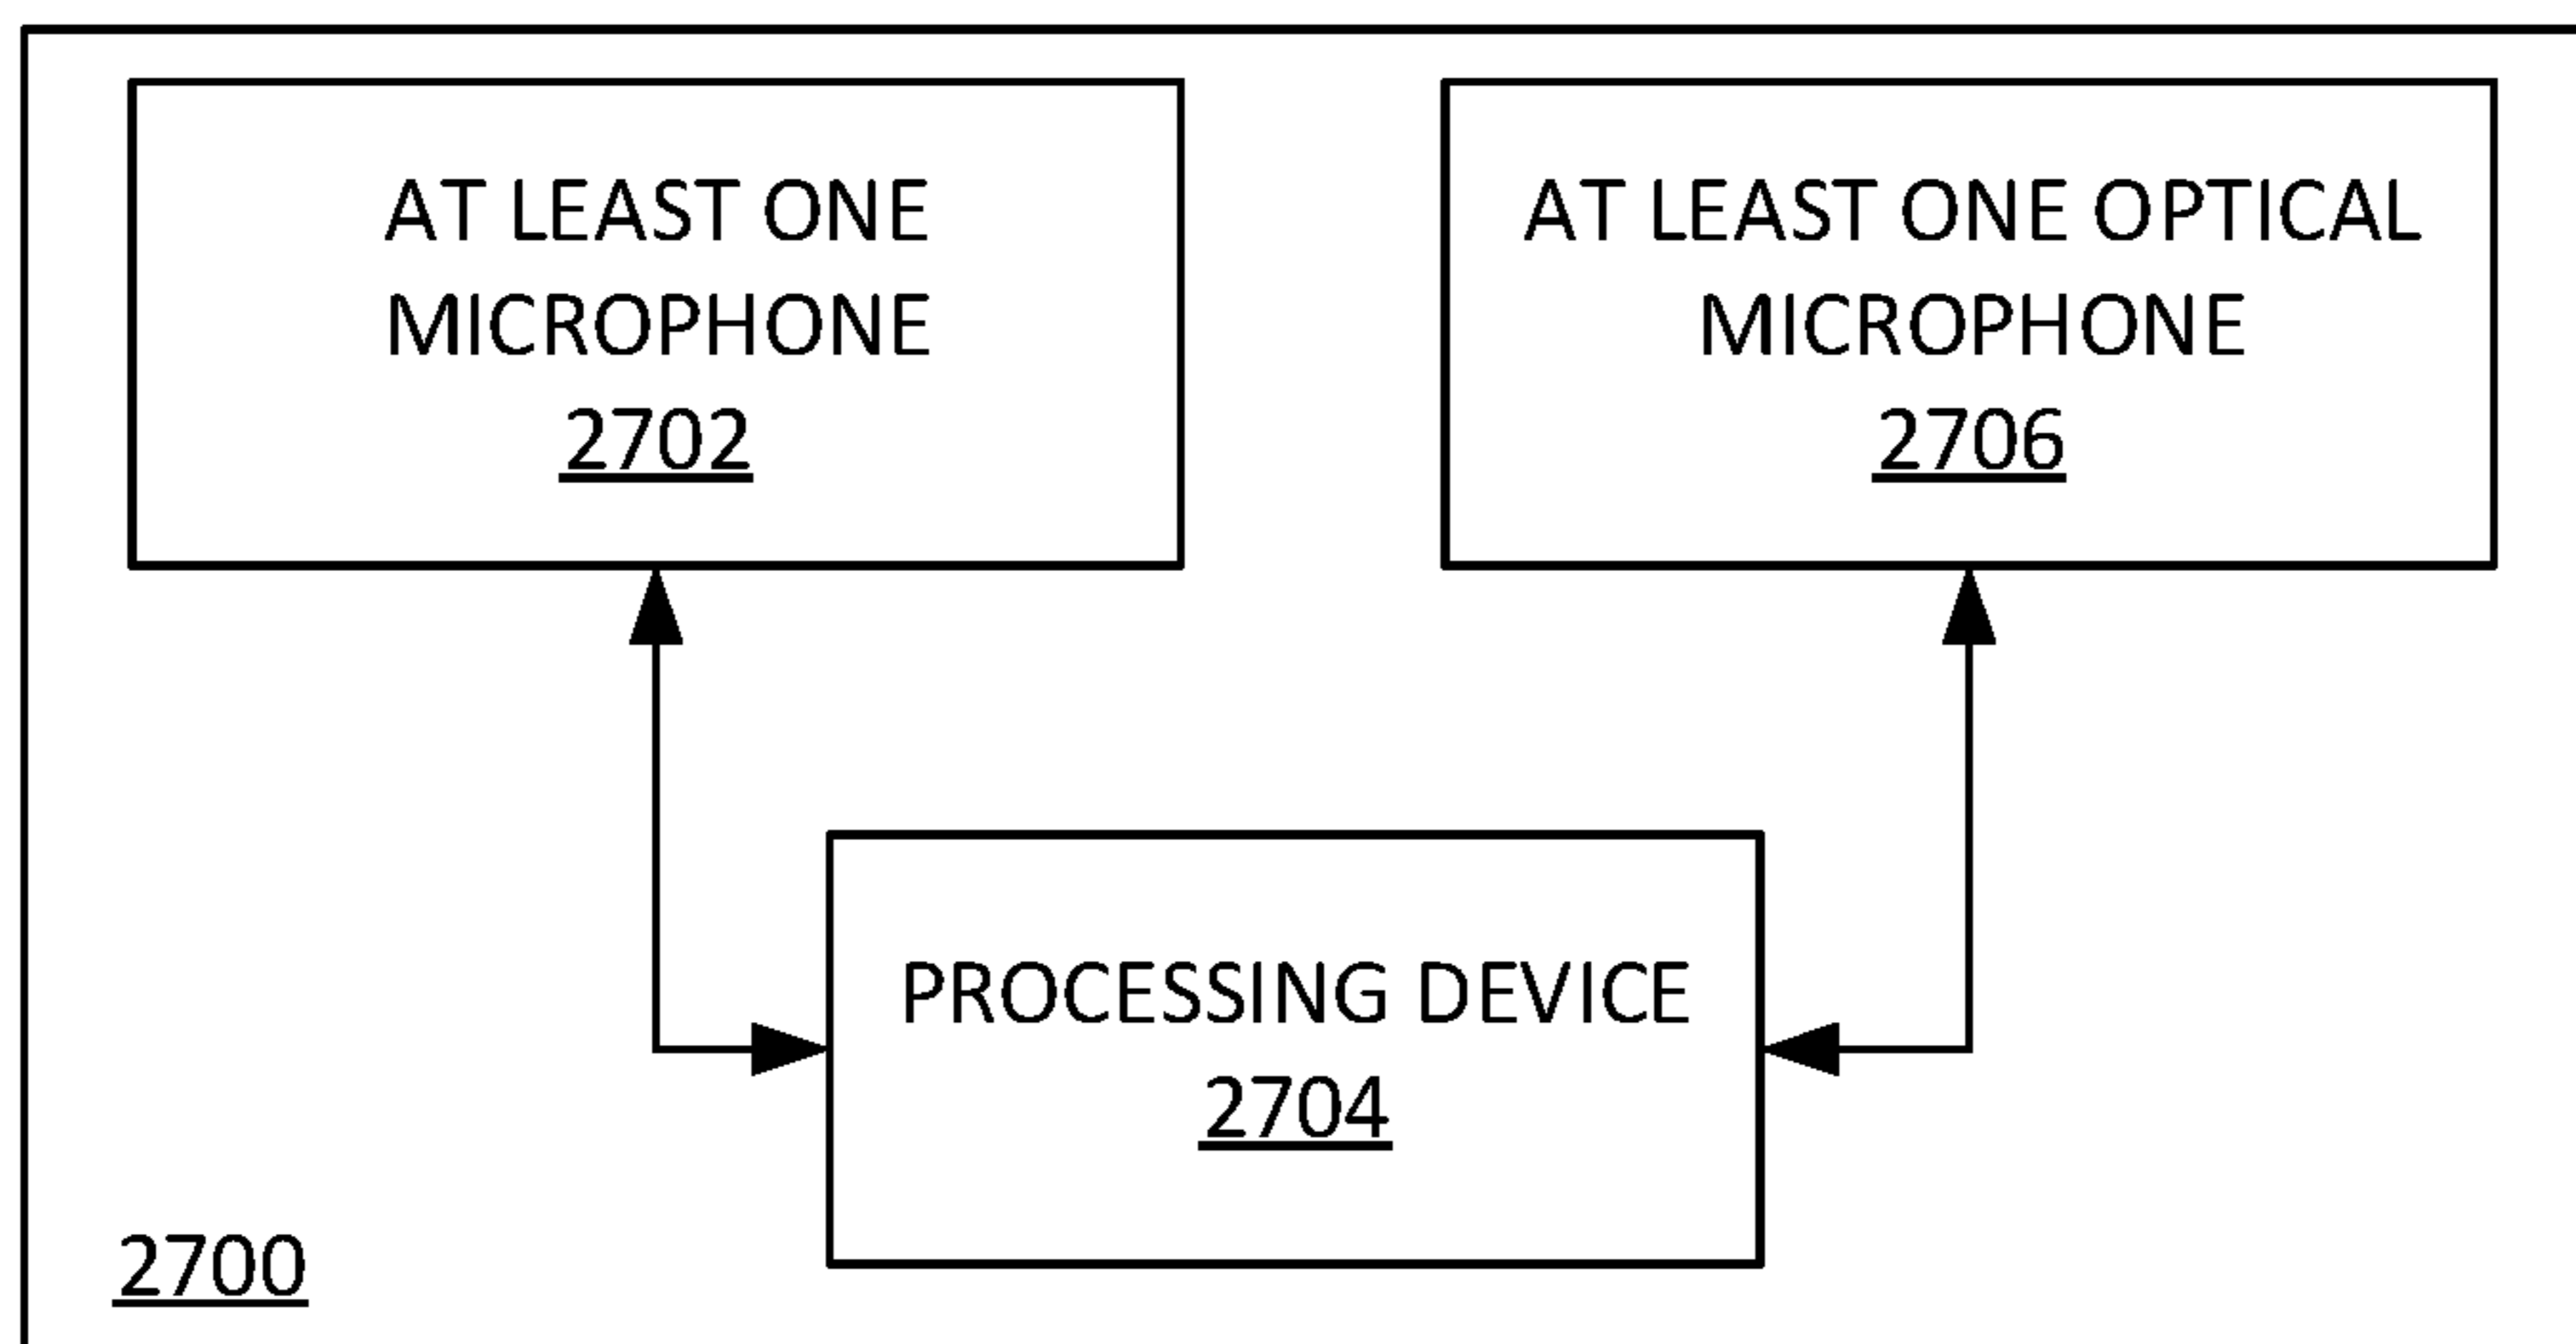 AT LEAST ONE
MICROPHONE
2702
AT LEAST ONE OPTICAL
MICROPHONE
2706
PROCESSING DEVICE
2704
2700